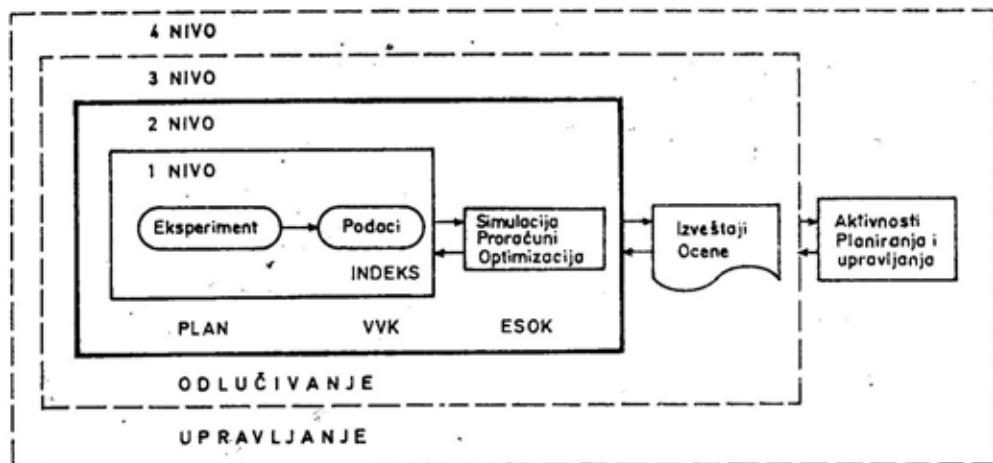 4 NIVO
3 NIVO
2 NIVO
1 NIVO
Eksperiment
Podaci
Simulacija
Proračuni
Optimizacija
Izveštaji
Ocene
Aktivnosti
Planiranja i
upravljanja
INDEKS
PLAN VVK ESOK
ODLUČIVANJE
UPRAVLJANJE